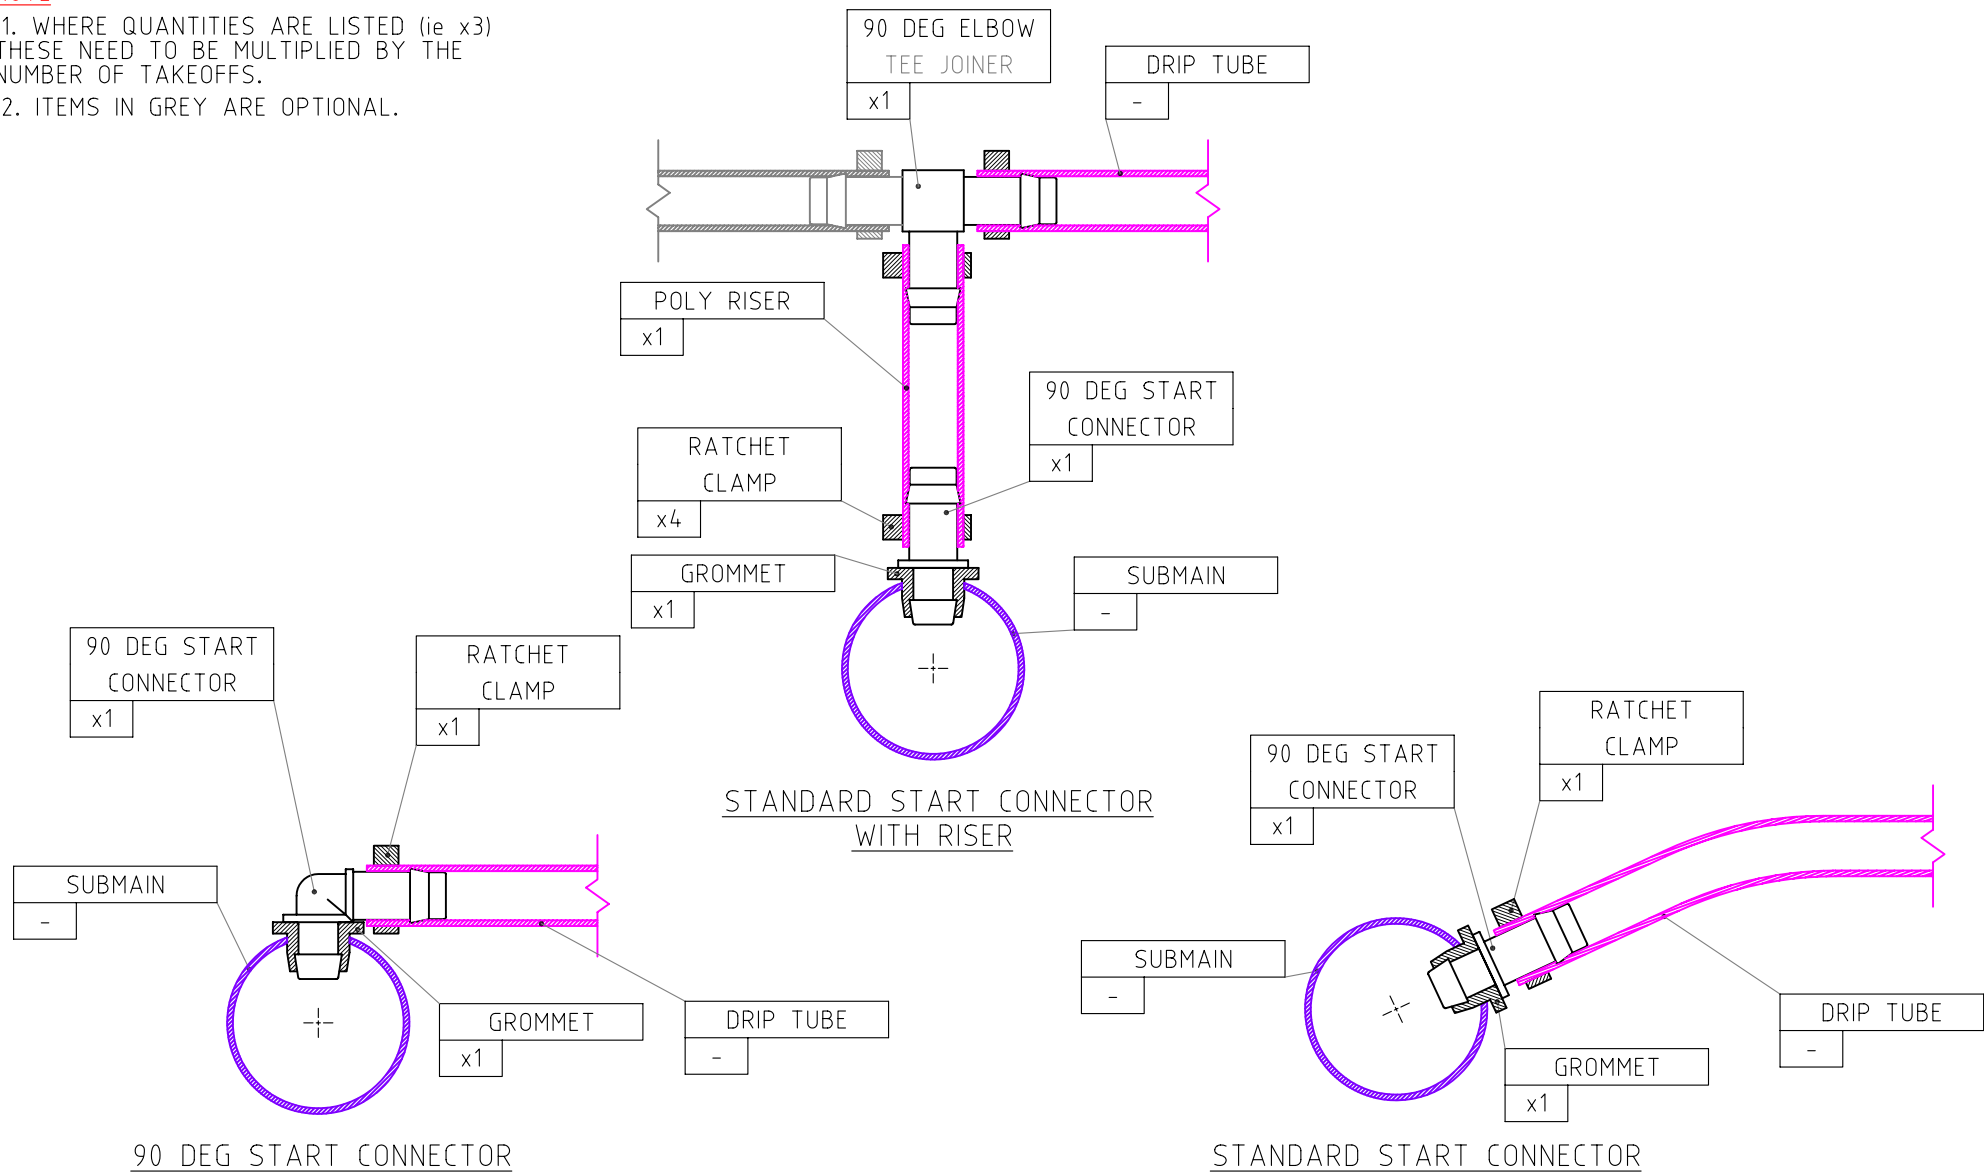 1. WHERE QUANTITIES ARE LISTED (ie x3)
THESE NEED TO BE MULTIPLIED BY THE
NUMBER OF TAKEOFFS.
2. ITEMS IN GREY ARE OPTIONAL.
90 DEG ELBOW
TEE JOINER
x1
DRIP TUBE
-
POLY RISER
x1
90 DEG START
CONNECTOR
x1
RATCHET
CLAMP
x4
GROMMET
x1
SUBMAIN
-
STANDARD START CONNECTOR
WITH RISER
90 DEG START
CONNECTOR
x1
RATCHET
CLAMP
x1
SUBMAIN
-
GROMMET
x1
DRIP TUBE
-
90 DEG START CONNECTOR
RATCHET
CLAMP
x1
90 DEG START
CONNECTOR
x1
SUBMAIN
-
DRIP TUBE
-
GROMMET
x1
STANDARD START CONNECTOR